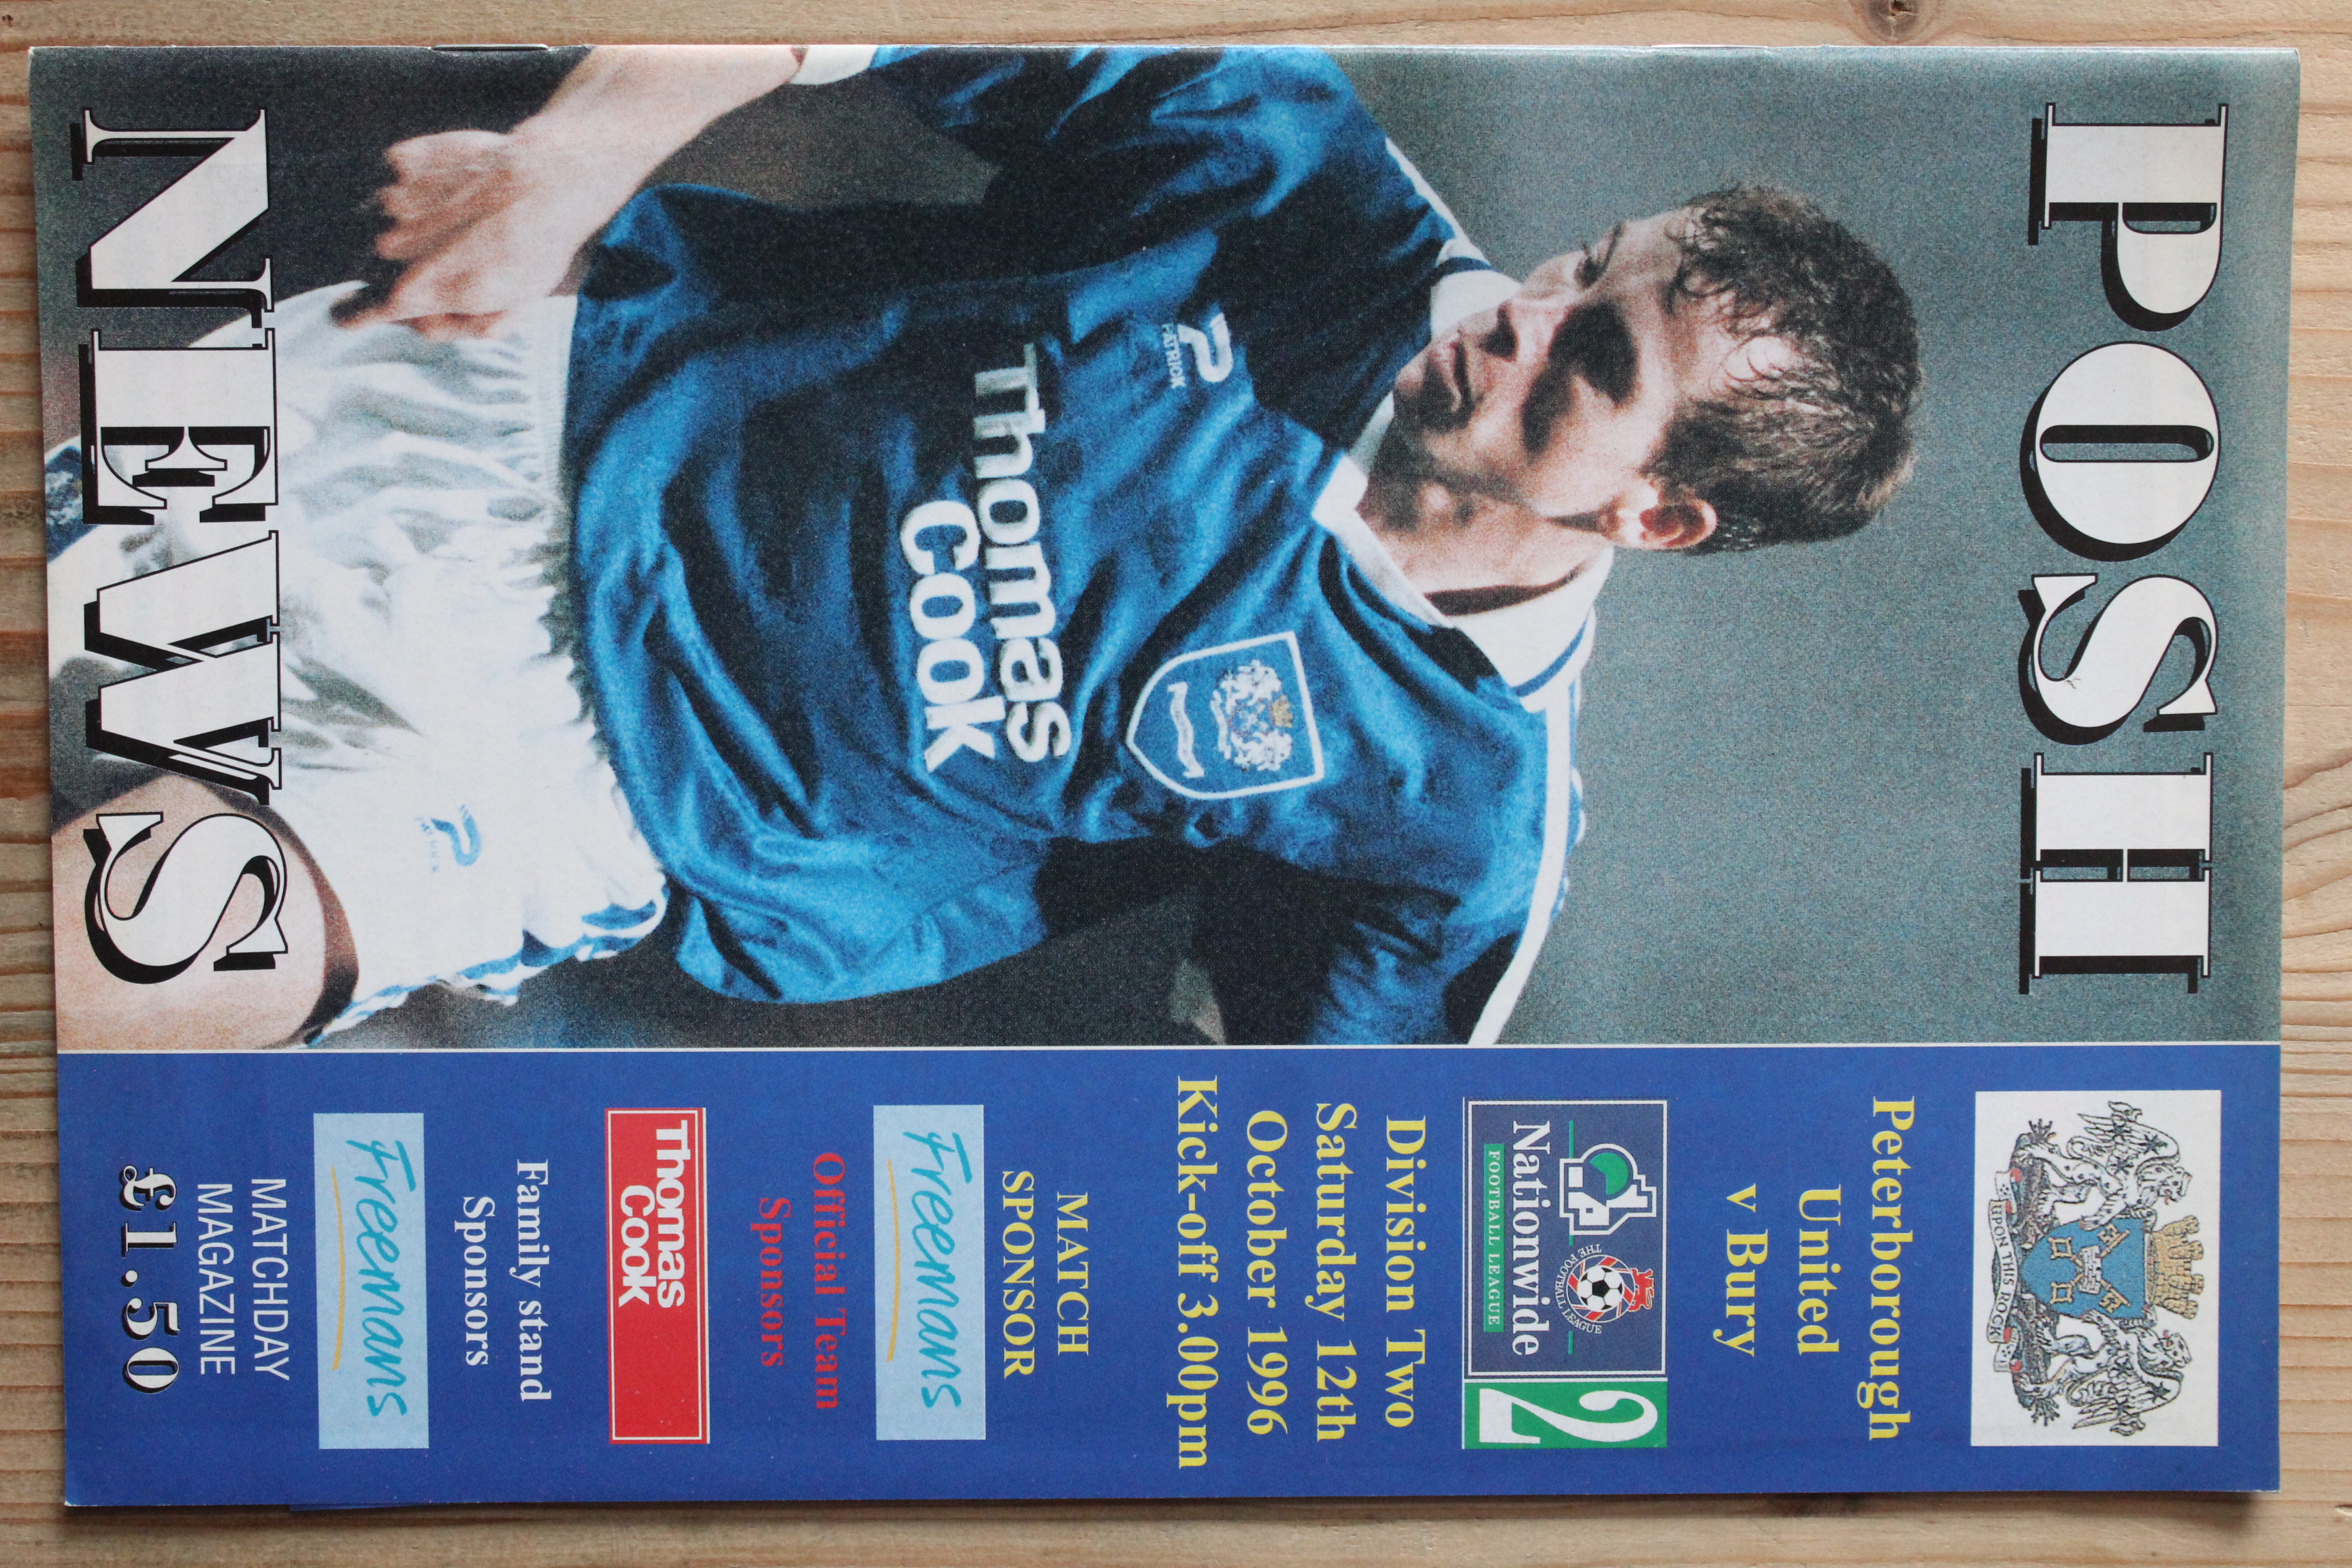 POSH
Thomas
Cook
PATRICK
NEWS
UPON THIS ROCK
Peterborough
United
v Bury
Nationwide
FOOTBALL LEAGUE
THE FOOTBALL LEAGUE
2
Division Two
Saturday 12th
October 1996
Kick-off 3.00pm
MATCH
SPONSOR
Freemans
Official Team
Sponsors
Thomas
Cook
Family stand
Sponsors
Freemans
MATCHDAY
MAGAZINE
£1.50